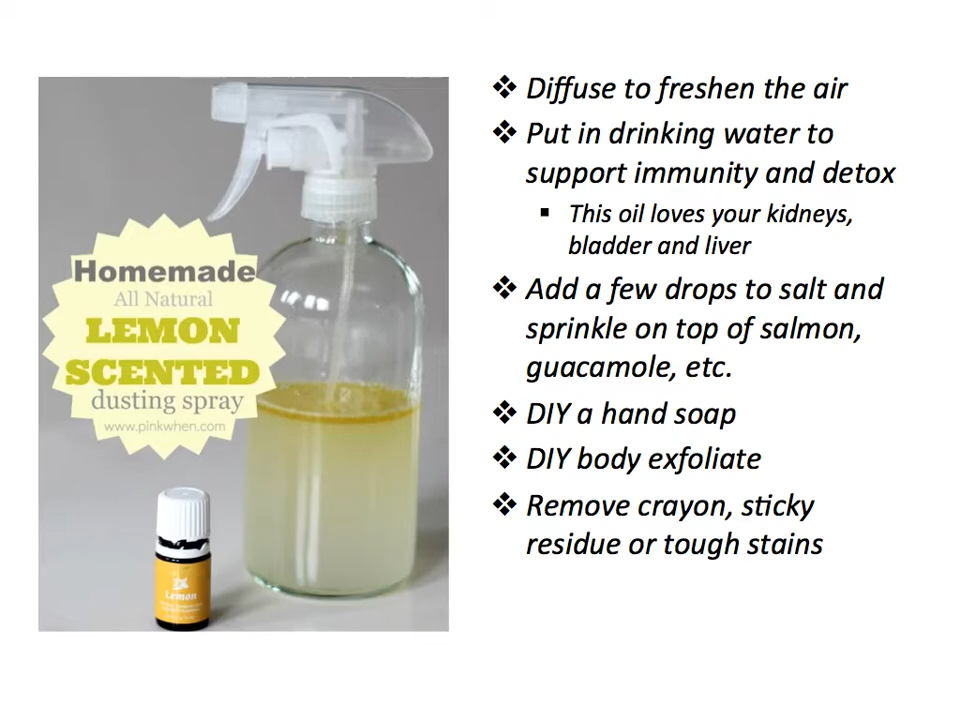 Homemade
All Natural
LEMON
SCENTED
dusting spray
www.pinkwhen.com
Lemon
❖ Diffuse to freshen the air
❖ Put in drinking water to
support immunity and detox
▪ This oil loves your kidneys,
bladder and liver
❖ Add a few drops to salt and
sprinkle on top of salmon,
guacamole, etc.
❖ DIY a hand soap
❖ DIY body exfoliate
❖ Remove crayon, sticky
residue or tough stains